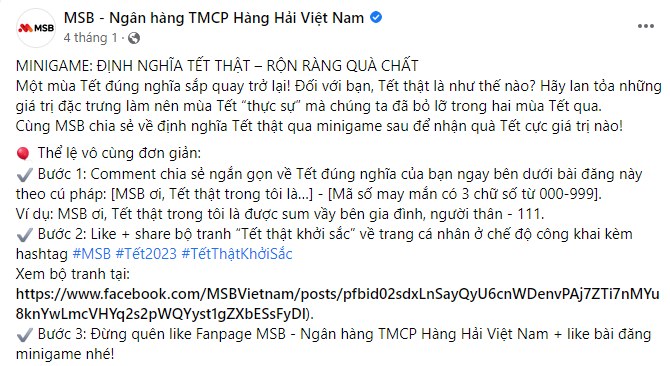 MSB
MSB - Ngân hàng TMCP Hàng Hải Việt Nam
4 tháng 1 ·
MINIGAME: ĐỊNH NGHĨA TẾT THẬT – RỘN RÀNG QUÀ CHẤT
Một mùa Tết đúng nghĩa sắp quay trở lại! Đối với bạn, Tết thật là như thế nào? Hãy lan tỏa những
giá trị đặc trưng làm nên mùa Tết “thực sự” mà chúng ta đã bỏ lỡ trong hai mùa Tết qua.
Cùng MSB chia sẻ về định nghĩa Tết thật qua minigame sau để nhận quà Tết cực giá trị nào!
🎈 Thể lệ vô cùng đơn giản:
✔️ Bước 1: Comment chia sẻ ngắn gọn về Tết đúng nghĩa của bạn ngay bên dưới bài đăng này
theo cú pháp: [MSB ơi, Tết thật trong tôi là...] - [Mã số may mắn có 3 chữ số từ 000-999].
Ví dụ: MSB ơi, Tết thật trong tôi là được sum vầy bên gia đình, người thân - 111.
✔️ Bước 2: Like + share bộ tranh “Tết thật khởi sắc” về trang cá nhân ở chế độ công khai kèm
hashtag #MSB #Tết2023 #TếtThậtKhởiSắc
Xem bộ tranh tại:
https://www.facebook.com/MSBVietnam/posts/pfbid02sdxLnSayQyU6cnWDenvPAj7ZTi7nMYu
8knYwLmcVHYq2s2pWQYyst1gZXbESsFyDl).
✔️ Bước 3: Đừng quên like Fanpage MSB - Ngân hàng TMCP Hàng Hải Việt Nam + like bài đăng
minigame nhé!